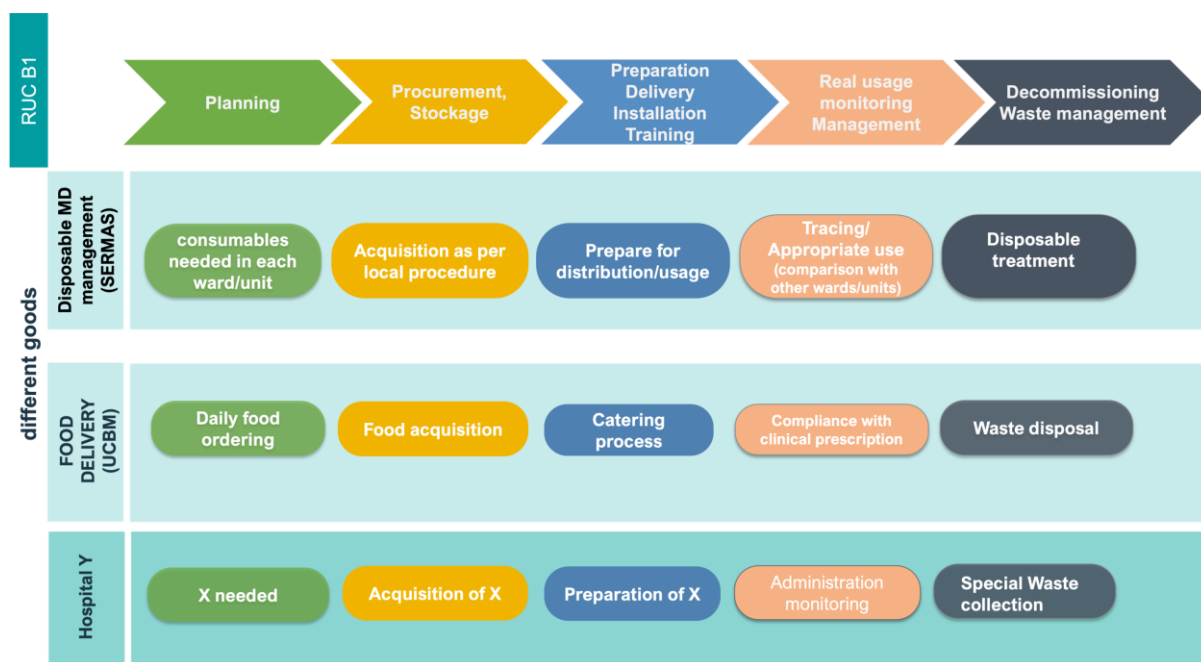 RUC B1
Planning
Procurement,
Stockage
Preparation
Delivery
Installation
Training
Real usage
monitoring
Management
Decommissioning
Waste management
different goods
Disposable MD
management
(SERMAS)
consumables
needed in each
ward/unit
Acquisition as per
local procedure
Prepare for
distribution/usage
Tracing/
Appropriate use
(comparison with
other wards/units)
Disposable
treatment
FOOD
DELIVERY
(UCBM)
Daily food
ordering
Food acquisition
Catering
process
Compliance with
clinical prescription
Waste disposal
Hospital Y
X needed
Acquisition of X
Preparation of X
Administration
monitoring
Special Waste
collection